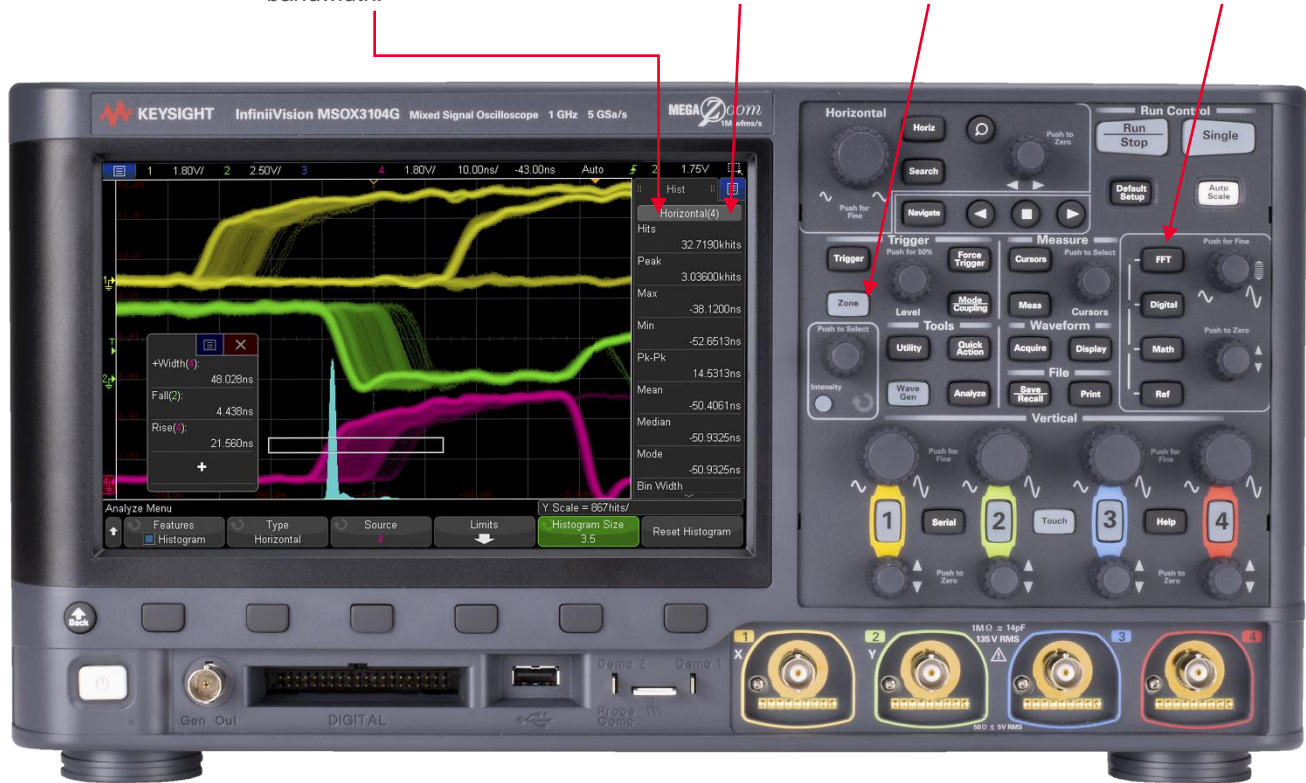 bandwidth.
KEYSIGHT InfiniiVision MSOX3104G Mixed Signal Oscilloscope 1 GHz 5 GSa/s
MEGA Zoom
1M wfms/s
1 1.80V/ 2 2.50V/ 3 4 1.80V/ 10.00ns/ -43.00ns Auto 2 1.75V
Hist
Horizontal(4)
Hits
32.7190khits
Peak
3.03600khits
Max
-38.1200ns
Min
-52.6513ns
Pk-Pk
14.5313ns
Mean
-50.4061ns
Median
-50.9325ns
Mode
-50.9325ns
Bin Width
+Width(4):
48.028ns
Fall(2):
4.438ns
Rise(4):
21.560ns
+
Analyze Menu
Y Scale = 867hits/
Features
Histogram
Type
Horizontal
Source
4
Limits
Histogram Size
3.5
Reset Histogram
Back
Horizontal
Horiz
Push to
Zero
Search
Push for
Fine
Navigate
Run Control
Run
Stop
Single
Default
Setup
Auto
Scale
Trigger
Trigger
Push for 50%
Force
Trigger
Zone
Level
Mode
Coupling
Measure
Cursors
Push to Select
Meas
Cursors
FFT
Push for Fine
Digital
Math
Push to Zero
Ref
Push to Select
Intensity
Tools
Utility
Quick
Action
Wave
Gen
Analyze
Waveform
Acquire
Display
File
Save
Recall
Print
Vertical
Push for
Fine
Push for
Fine
1
Serial
2
Touch
3
Help
4
Push to
Zero
Push to
Zero
Gen Out
DIGITAL
Demo 2
Demo 1
Probe
Comp
1
X
2
Y
1MΩ = 14pF
135 V RMS
3
4
50Ω ≤ 5V RMS